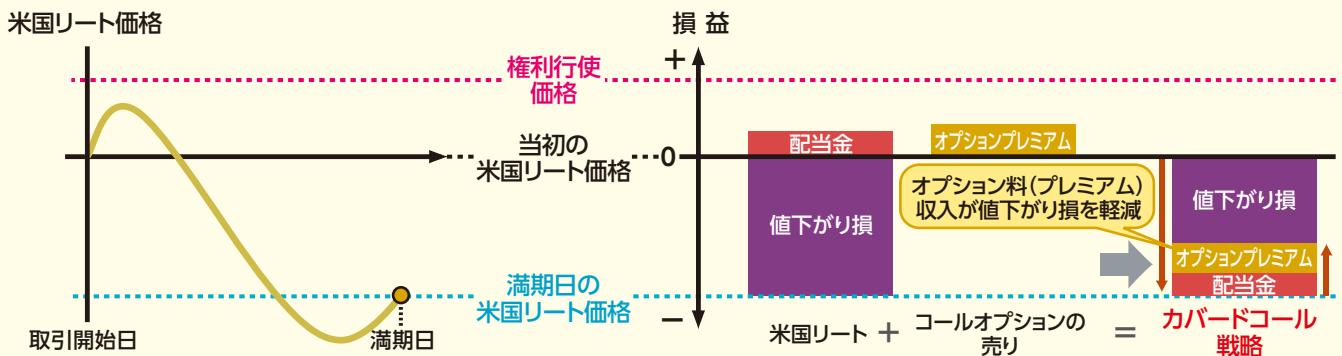 米国リート価格
権利行使
価格
当初の
米国リート価格
満期日の
米国リート価格
取引開始日
満期日
損 益
+
0
−
配当金
値下がり損
オプションプレミアム
オプション料(プレミアム)
収入が値下がり損を軽減
値下がり損
オプションプレミアム
配当金
米国リート
+
コールオプションの
売り
=
カバードコール
戦略